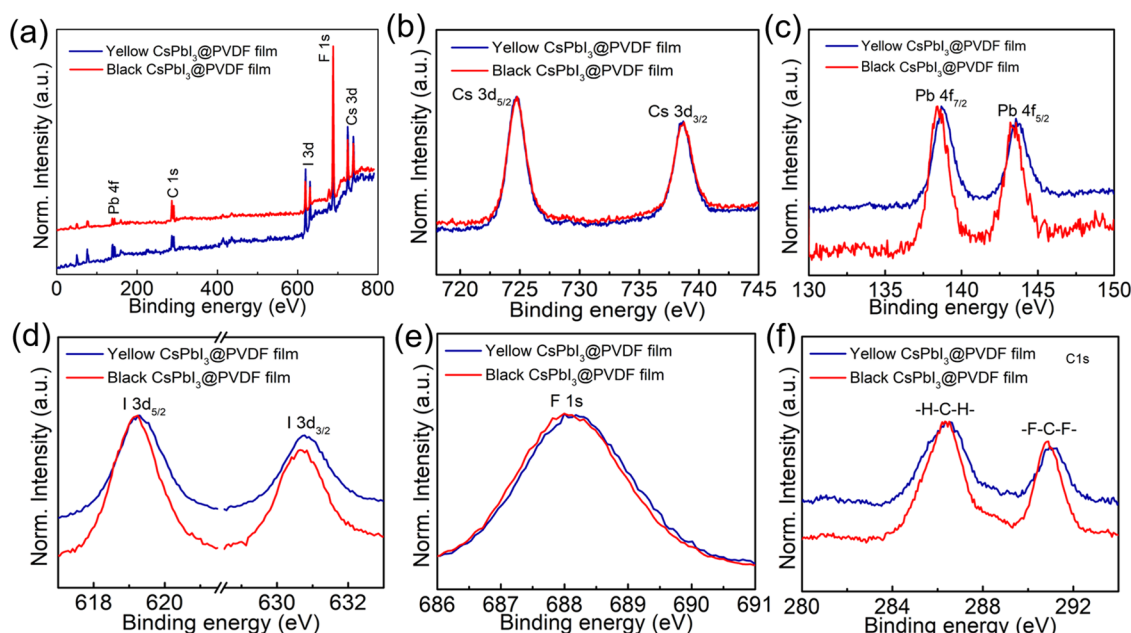 (a)
Yellow CsPbI3@PVDF film
Black CsPbI3@PVDF film
F 1s
Cs 3d
I 3d
C 1s
Pb 4f
Norm. Intensity (a.u.)
0 200 400 600 800
Binding energy (eV)
(b)
Yellow CsPbI3@PVDF film
Black CsPbI3@PVDF film
Cs 3d5/2
Cs 3d3/2
Norm. Intensity (a.u.)
720 725 730 735 740 745
Binding energy (eV)
(c)
Yellow CsPbI3@PVDF film
Black CsPbI3@PVDF film
Pb 4f7/2
Pb 4f5/2
Norm. Intensity (a.u.)
130 135 140 145 150
Binding energy (eV)
(d)
Yellow CsPbI3@PVDF film
Black CsPbI3@PVDF film
I 3d5/2
I 3d3/2
Norm. Intensity (a.u.)
618 620 630 632
Binding energy (eV)
(e)
Yellow CsPbI3@PVDF film
Black CsPbI3@PVDF film
F 1s
Norm. Intensity (a.u.)
686 687 688 689 690 691
Binding energy (eV)
(f)
Yellow CsPbI3@PVDF film
Black CsPbI3@PVDF film
C1s
-H-C-H-
-F-C-F-
Norm. Intensity (a.u.)
280 284 288 292
Binding energy (eV)